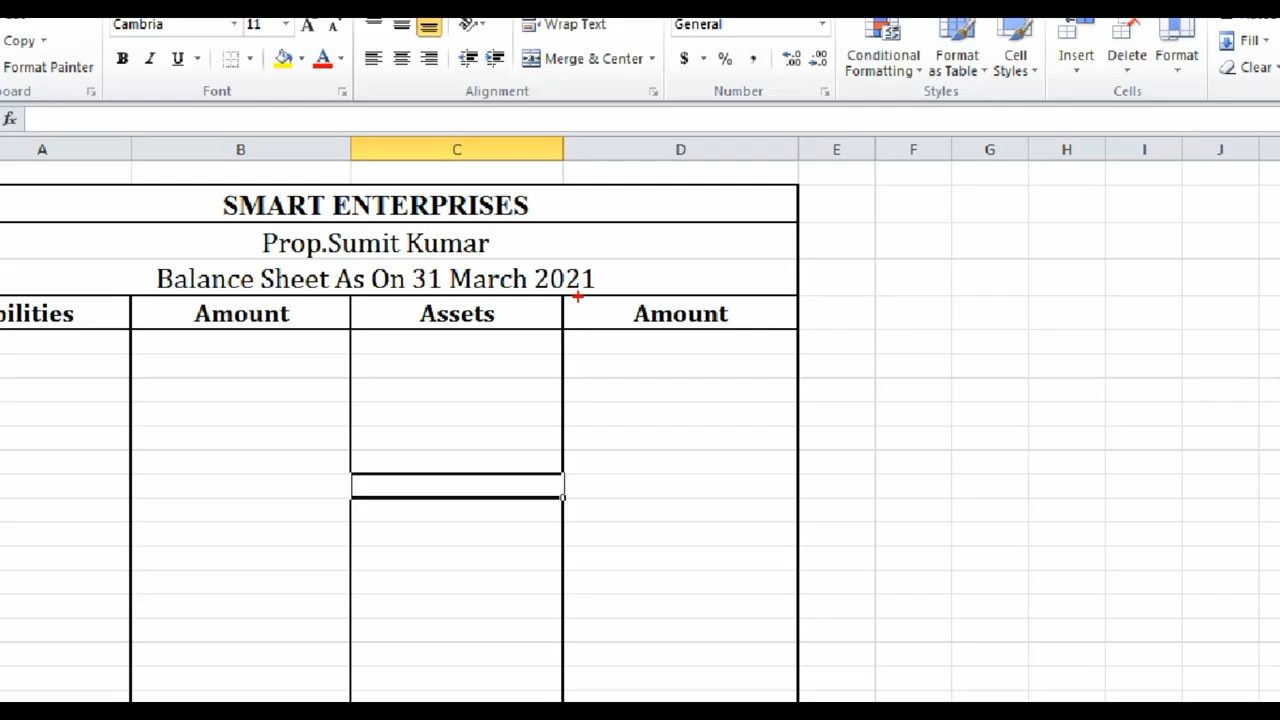 Cambria 11 A A Wrap Text General
Copy
Format Painter
B I U A Merge & Center $ % , .00 .00
Conditional Formatting
Format as Table
Cell Styles
Insert Delete Format
Fill
Clear
Font Alignment Number Styles Cells
fx
A B C D E F G H I J
SMART ENTERPRISES
Prop.Sumit Kumar
Balance Sheet As On 31 March 2021
bilities Amount Assets Amount